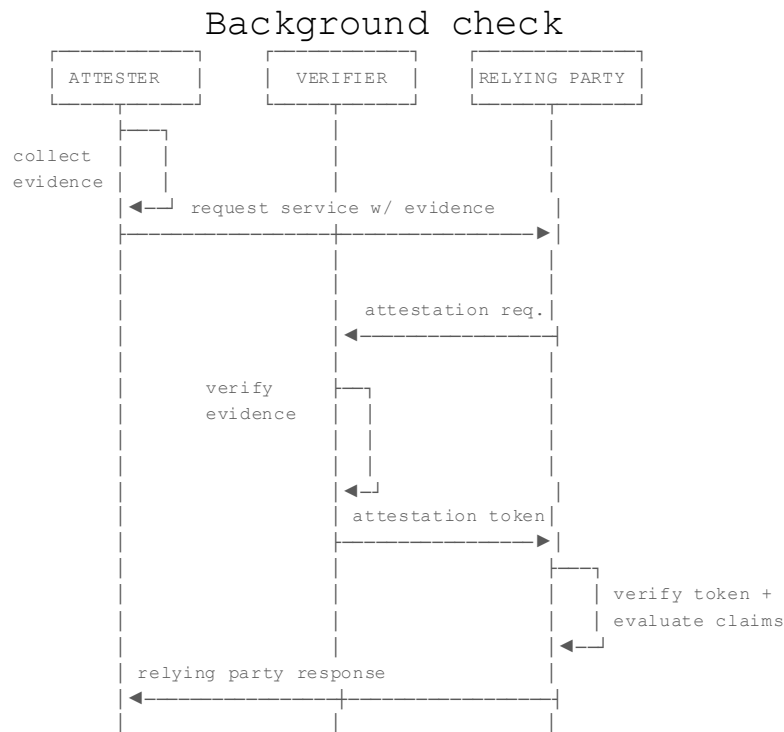 Background check
ATTESTER
VERIFIER
RELYING PARTY
collect
evidence
request service w/ evidence
attestation req.
verify
evidence
attestation token
verify token +
evaluate claims
relying party response